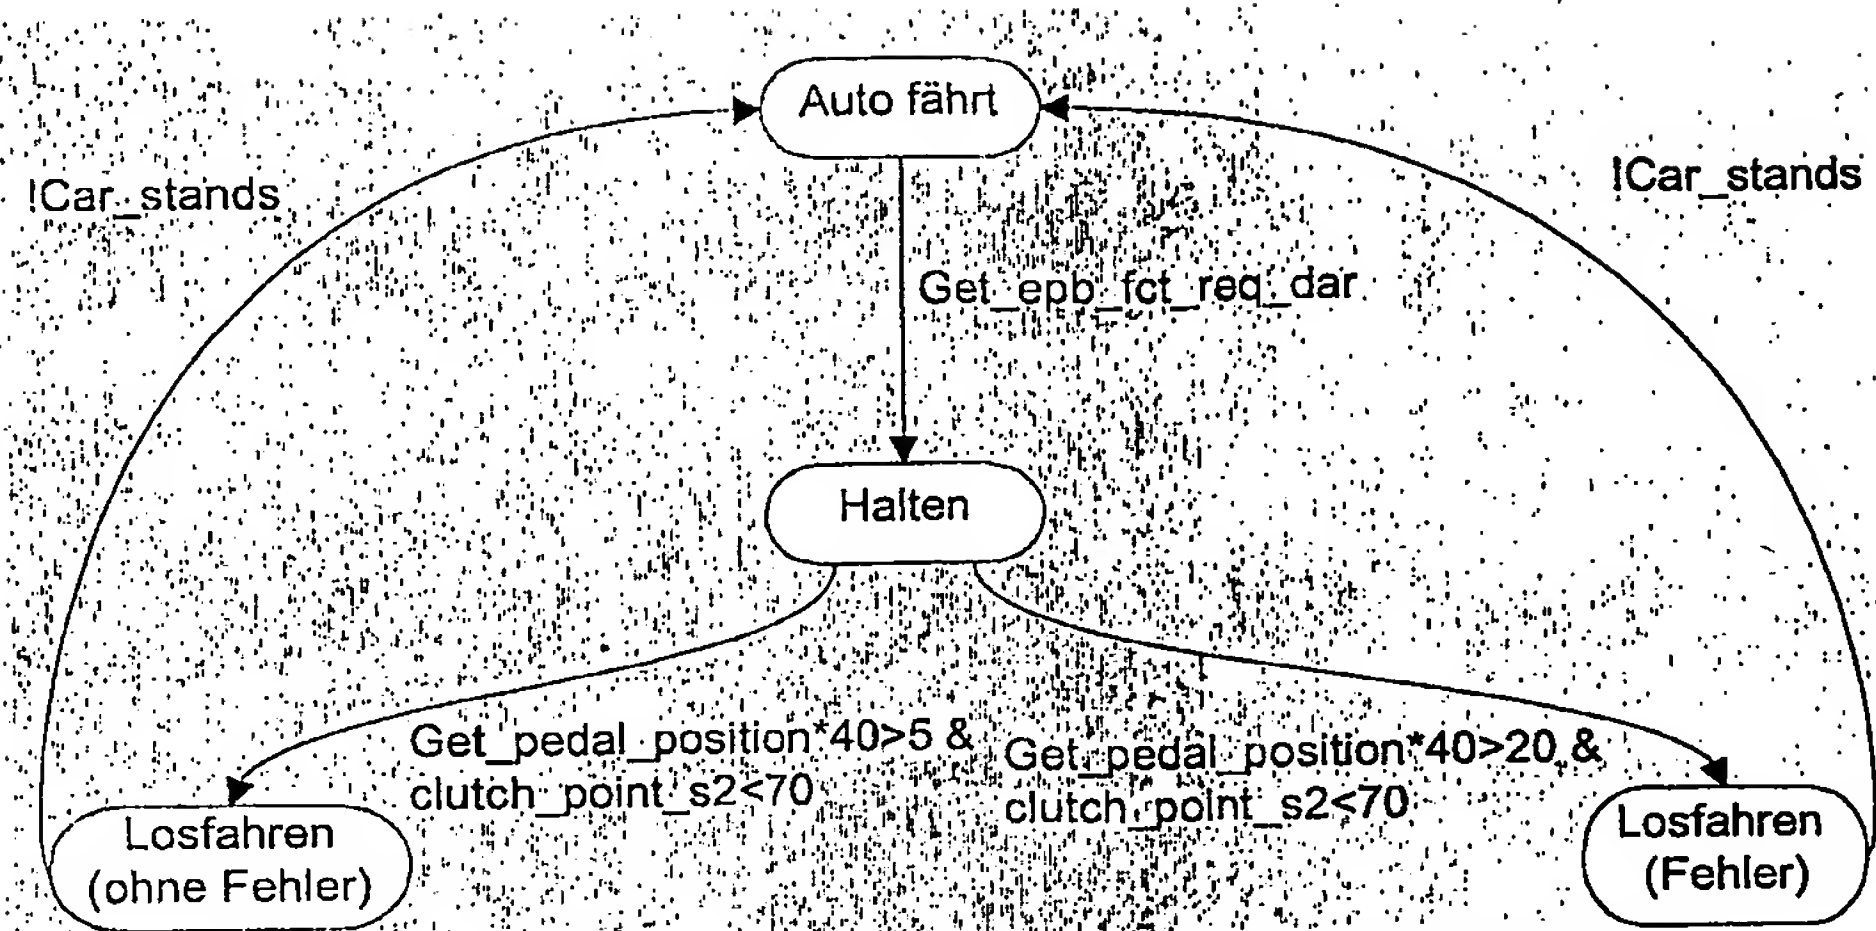 Auto fährt
!Car_stands
!Car_stands
Get_epb_fct_req_dar
Halten
Get_pedal_position*40>5 &
clutch_point_s2<70
Get_pedal_position*40>20 &
clutch_point_s2<70
Losfahren
(ohne Fehler)
Losfahren
(Fehler)